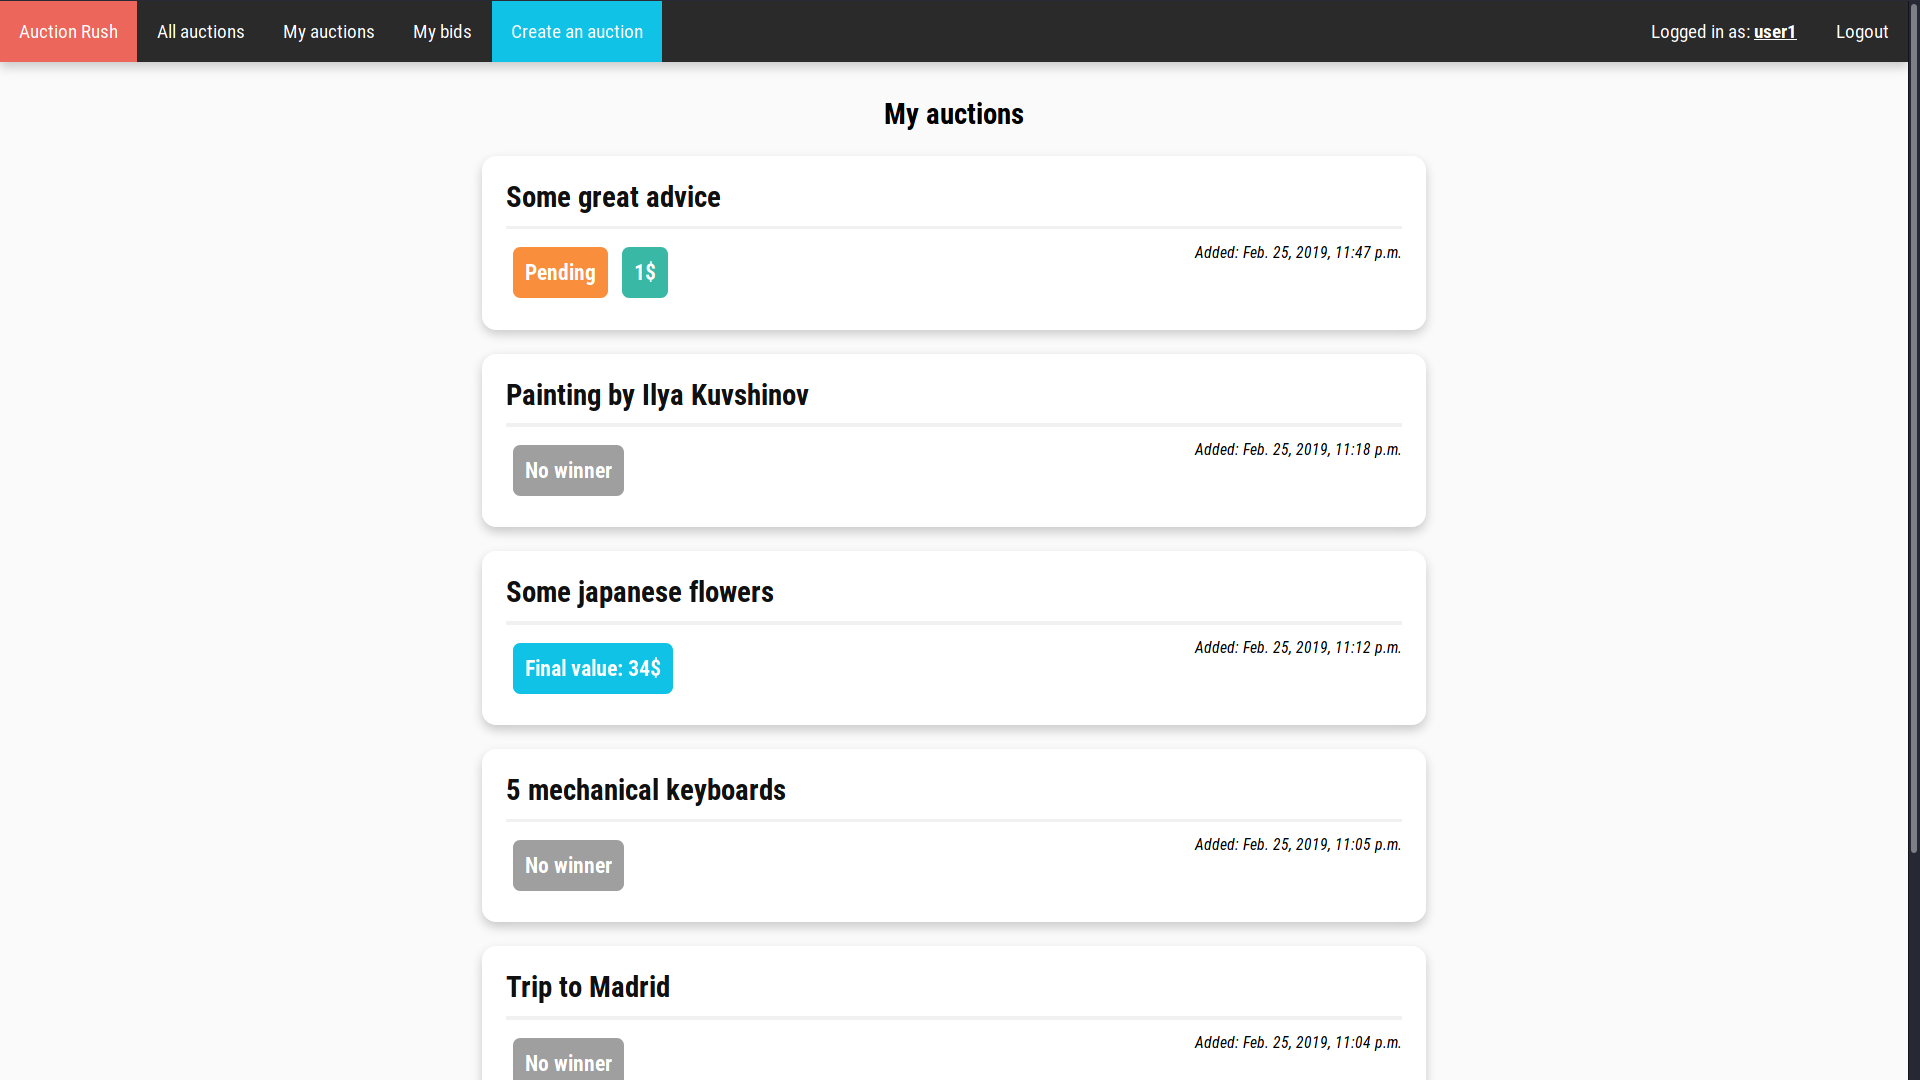 Auction Rush All auctions My auctions My bids Create an auction Logged in as: user1 Logout
My auctions
Some great advice
Pending 1$ Added: Feb. 25, 2019, 11:47 p.m.
Painting by Ilya Kuvshinov
No winner Added: Feb. 25, 2019, 11:18 p.m.
Some japanese flowers
Final value: 34$ Added: Feb. 25, 2019, 11:12 p.m.
5 mechanical keyboards
No winner Added: Feb. 25, 2019, 11:05 p.m.
Trip to Madrid
No winner Added: Feb. 25, 2019, 11:04 p.m.